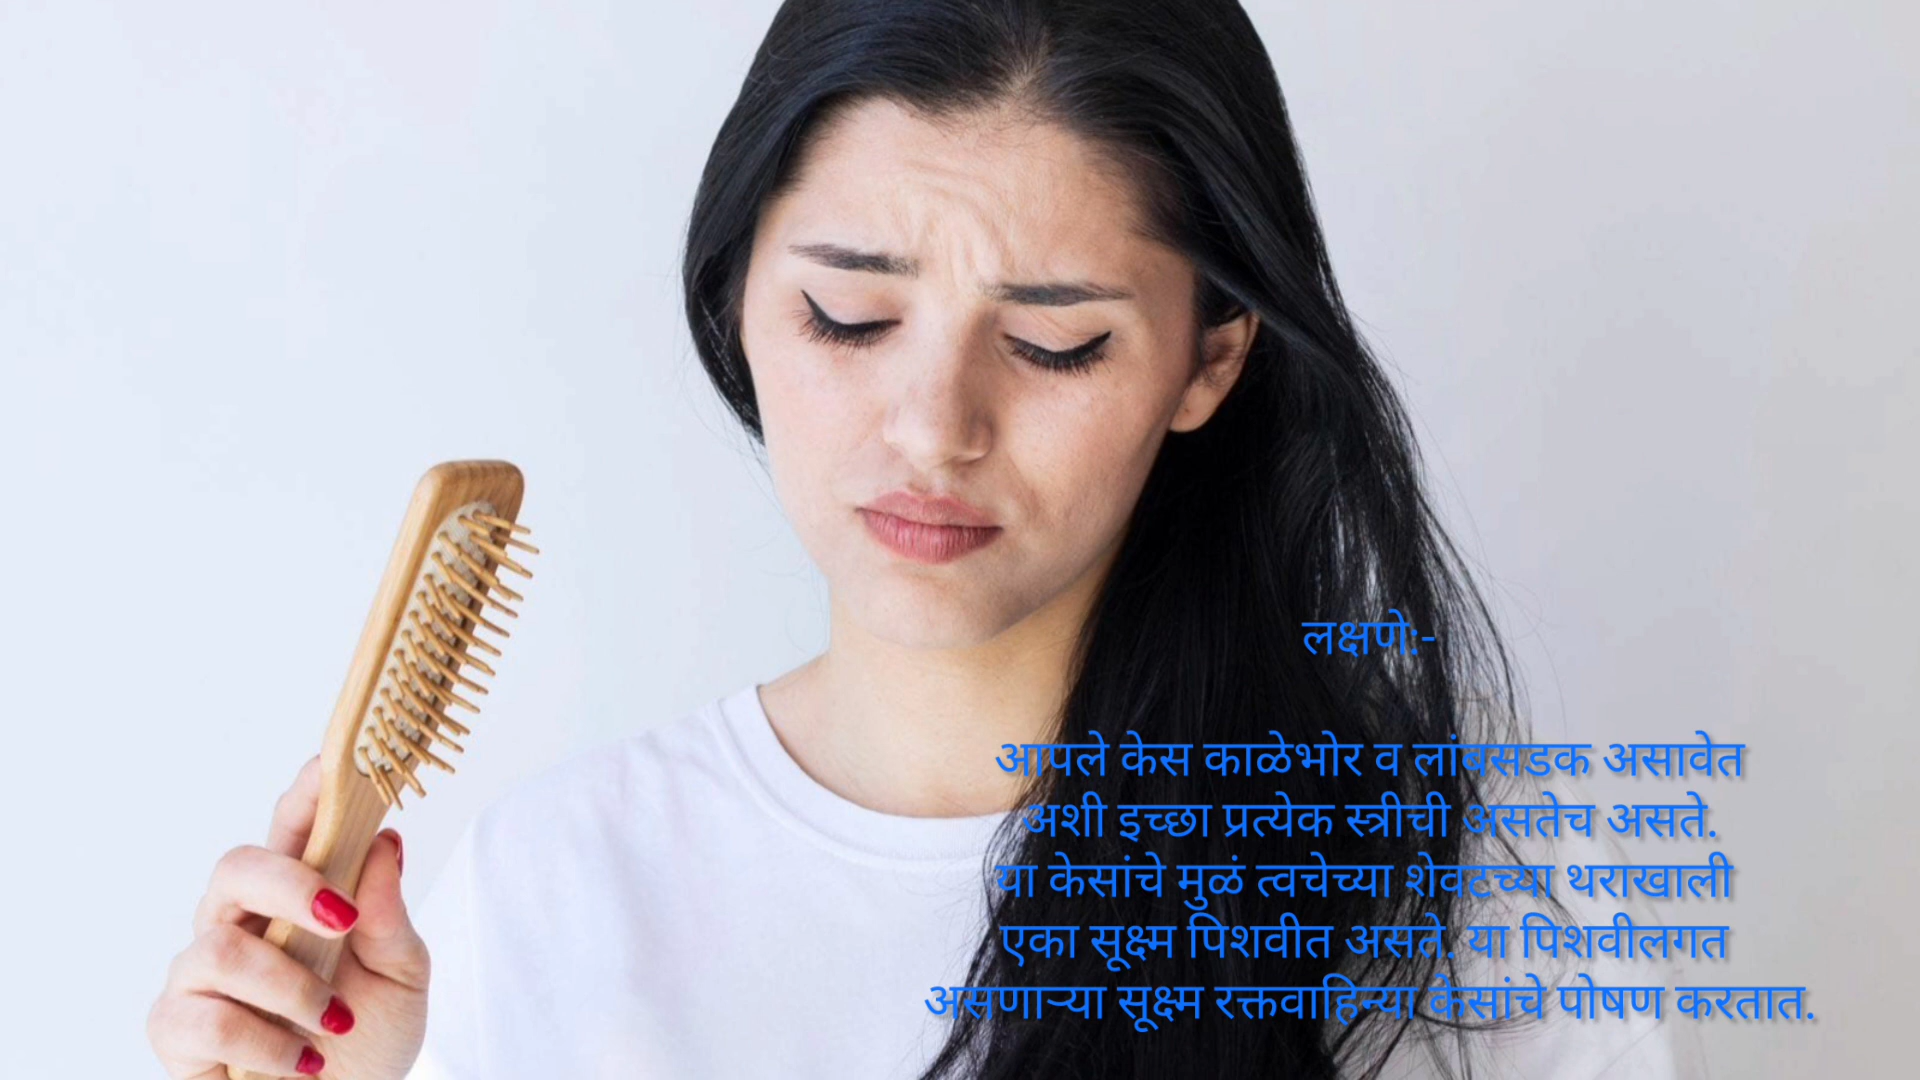 लक्षणे:-
आपले केस काळेभोर व लांबसडक असावेत
अशी इच्छा प्रत्येक स्त्रीची असतेच असते.
या केसांचे मुळं त्वचेच्या शेवटच्या थराखाली
एका सूक्ष्म पिशवीत असते. या पिशवीलगत
असणाऱ्या सूक्ष्म रक्तवाहिन्या केसांचे पोषण करतात.